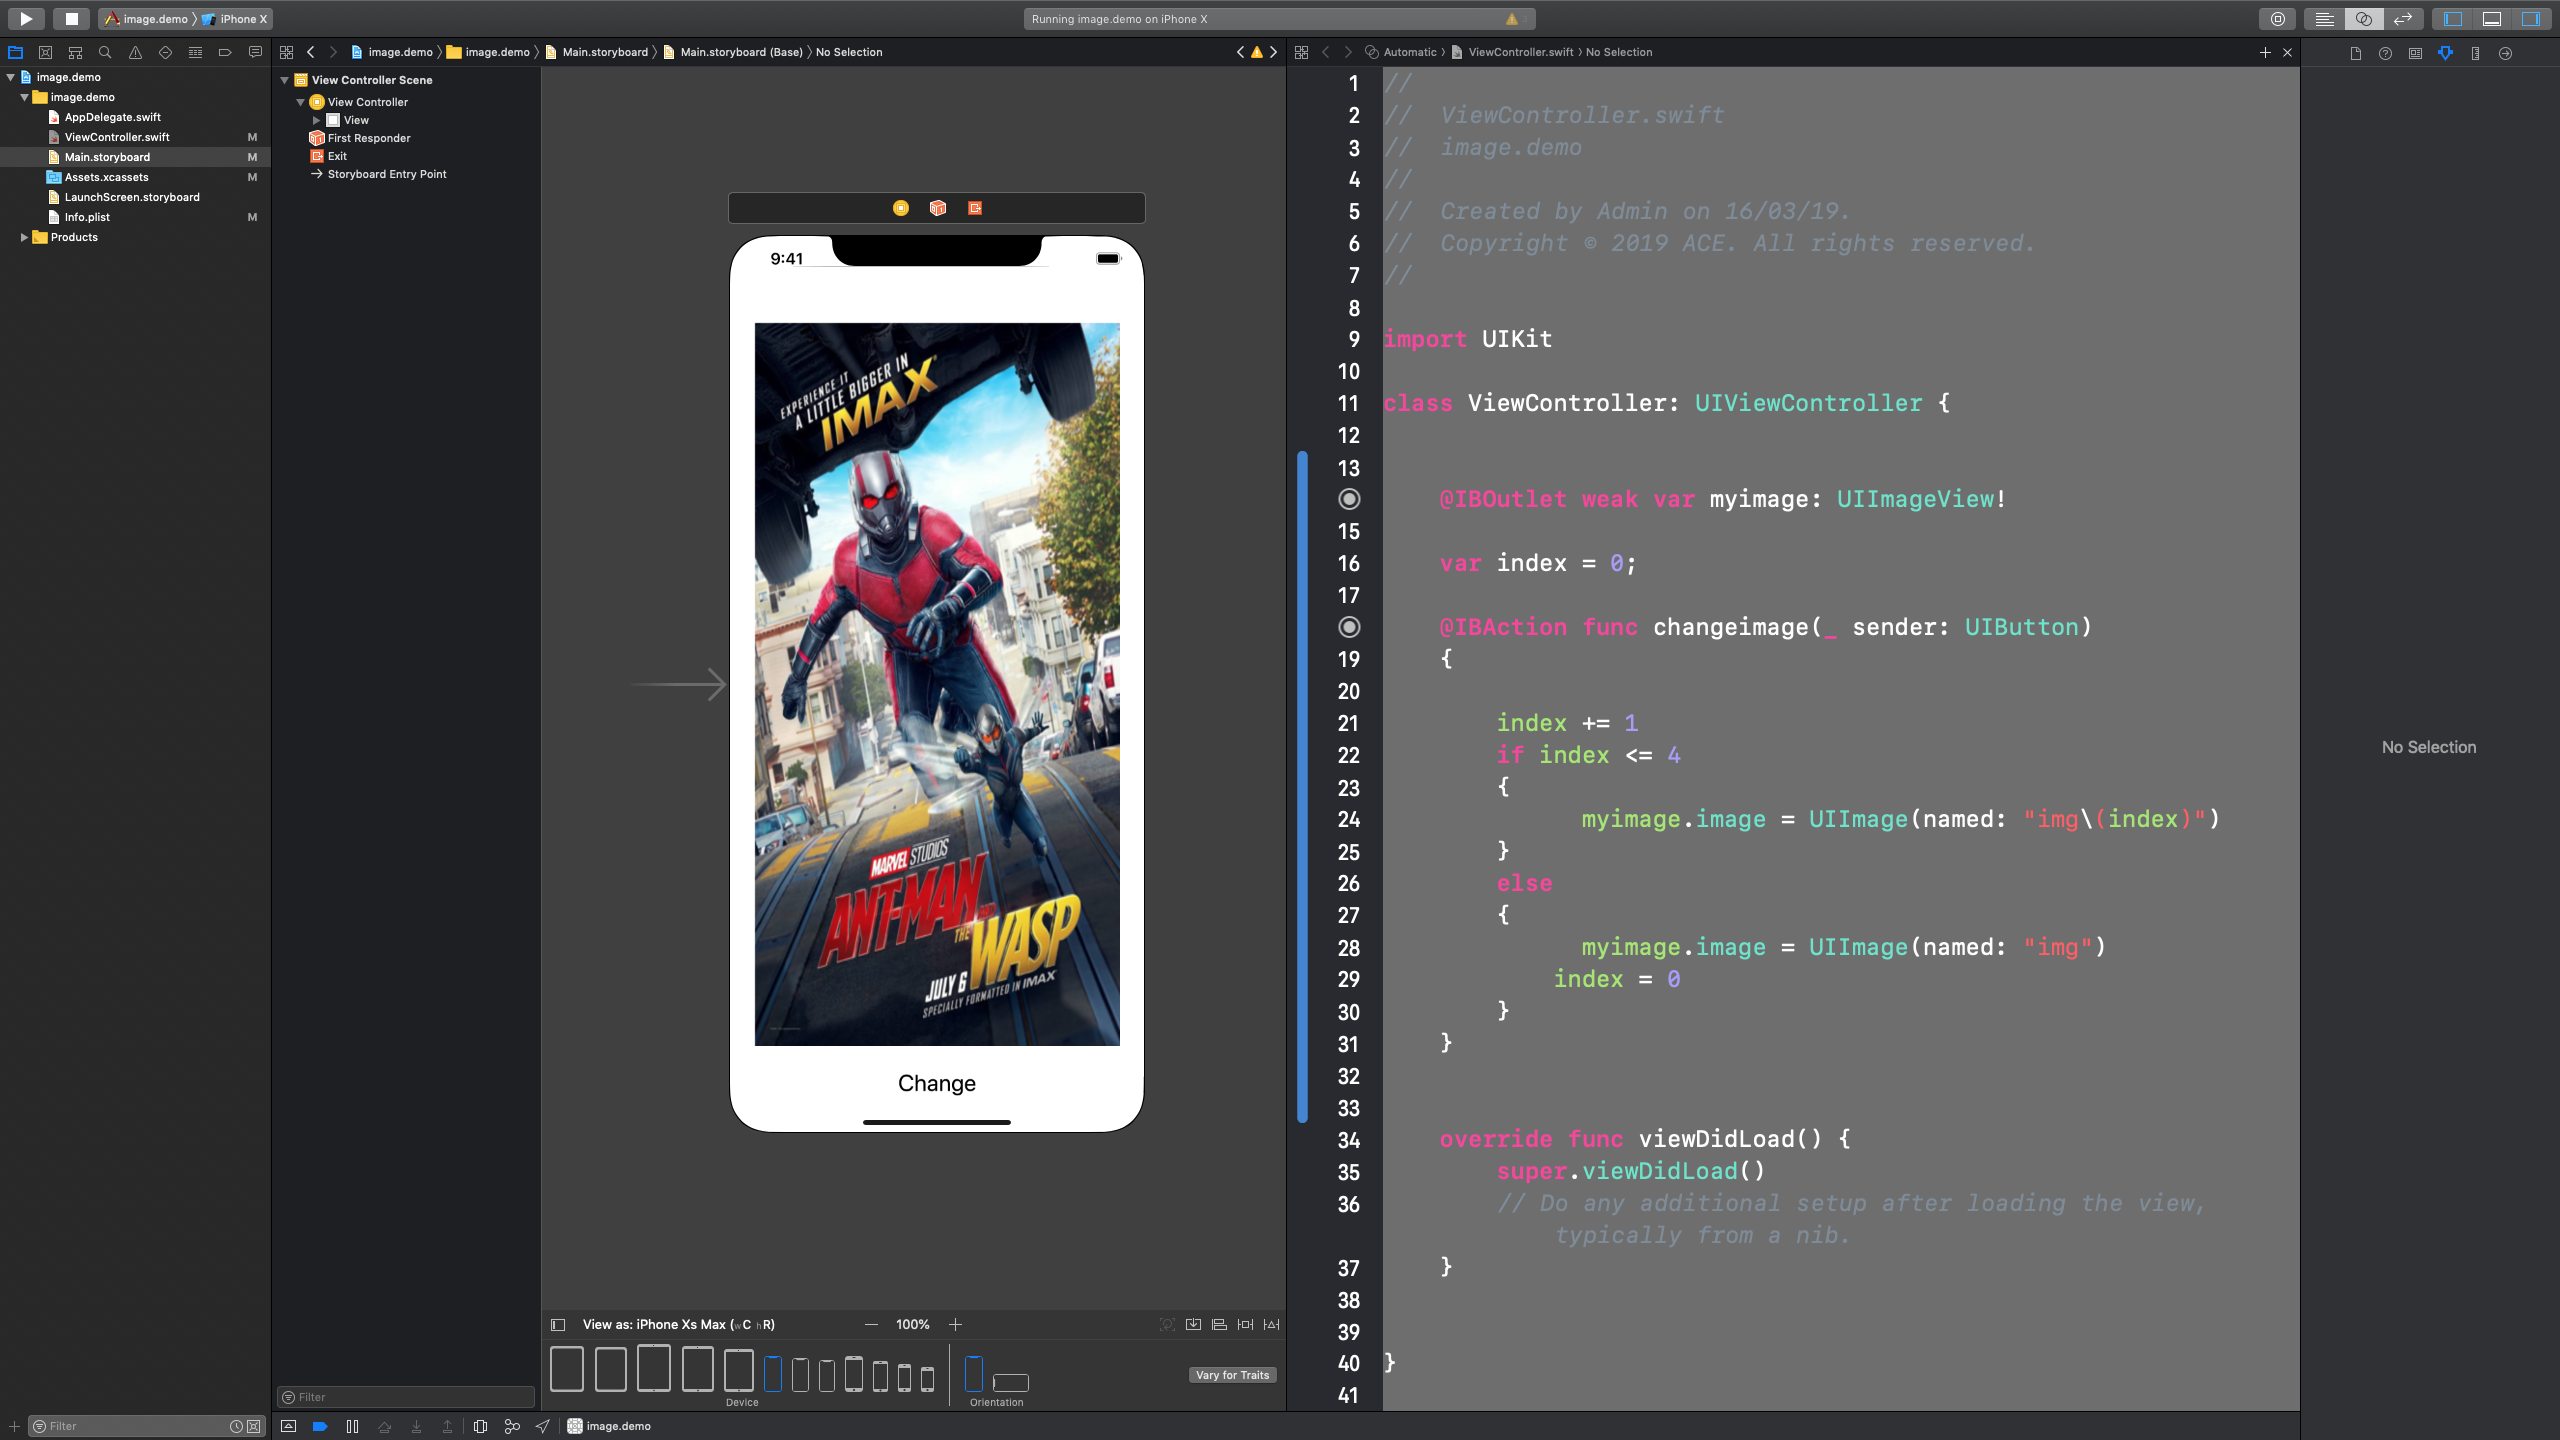 image.demo
iPhone X
Running image.demo on iPhone X
image.demo
image.demo
Main.storyboard
Main.storyboard (Base)
No Selection
Automatic
ViewController.swift
No Selection
image.demo
image.demo
AppDelegate.swift
ViewController.swift M
Main.storyboard M
Assets.xcassets M
LaunchScreen.storyboard
Info.plist M
Products
View Controller Scene
View Controller
View
First Responder
Exit
Storyboard Entry Point
9:41
EXPERIENCE IT
A LITTLE BIGGER IN
IMAX
MARVEL STUDIOS
ANT-MAN AND
THE WASP
JULY 6
SPECIALLY FORMATTED IN IMAX
Change
View as: iPhone Xs Max (wC hR)
100%
Device
Orientation
Vary for Traits
Filter
Filter
image.demo
1 //
2 //  ViewController.swift
3 //  image.demo
4 //
5 //  Created by Admin on 16/03/19.
6 //  Copyright © 2019 ACE. All rights reserved.
7 //
8
9 import UIKit
10
11 class ViewController: UIViewController {
12
13
@IBOutlet weak var myimage: UIImageView!
15
16 var index = 0;
17
@IBAction func changeimage(_ sender: UIButton)
19 {
20
21 index += 1
22 if index <= 4
23 {
24 myimage.image = UIImage(named: "img\(index)")
25 }
26 else
27 {
28 myimage.image = UIImage(named: "img")
29 index = 0
30 }
31 }
32
33
34 override func viewDidLoad() {
35 super.viewDidLoad()
36 // Do any additional setup after loading the view,
typically from a nib.
37 }
38
39
40 }
41
No Selection